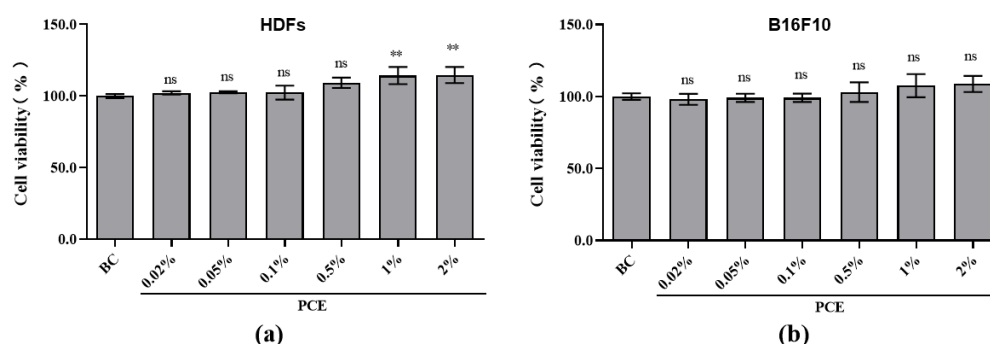 HDFs
150.0
100.0
50.0
0.0
Cell viability ( % )
ns
ns
ns
ns
**
**
BC
0.02%
0.05%
0.1%
0.5%
1%
2%
PCE
(a)
B16F10
150.0
100.0
50.0
0.0
Cell viability ( % )
ns
ns
ns
ns
ns
ns
BC
0.02%
0.05%
0.1%
0.5%
1%
2%
PCE
(b)